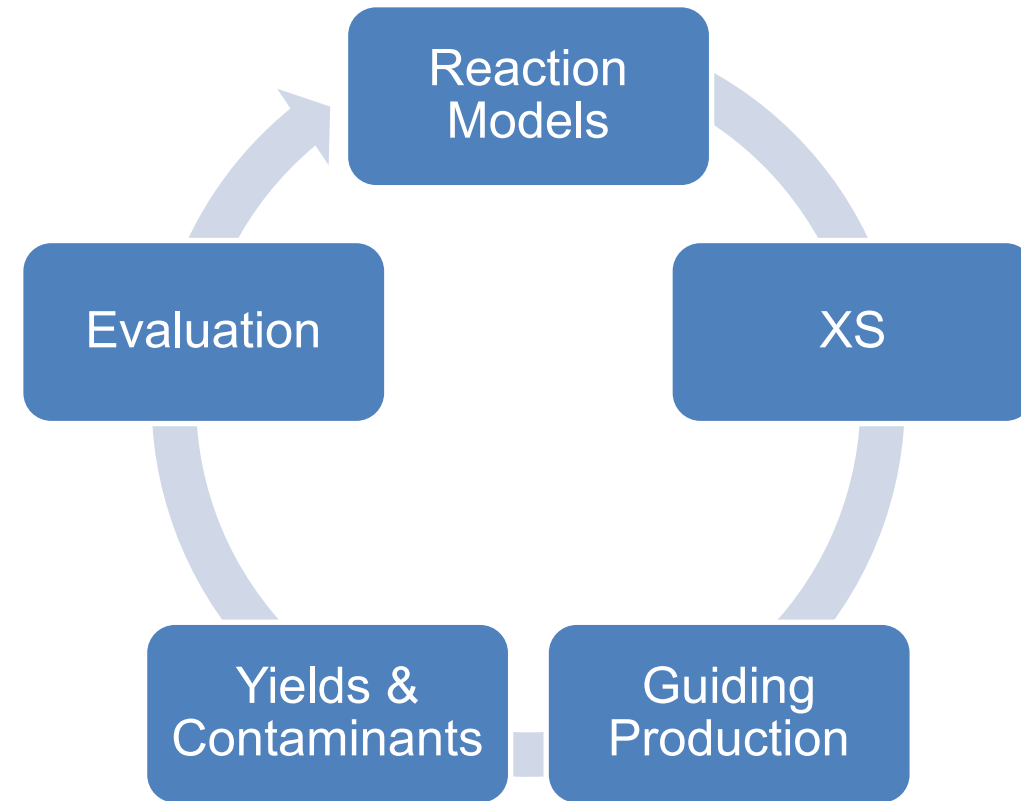 Reaction
Models
XS
Guiding
Production
Yields &
Contaminants
Evaluation